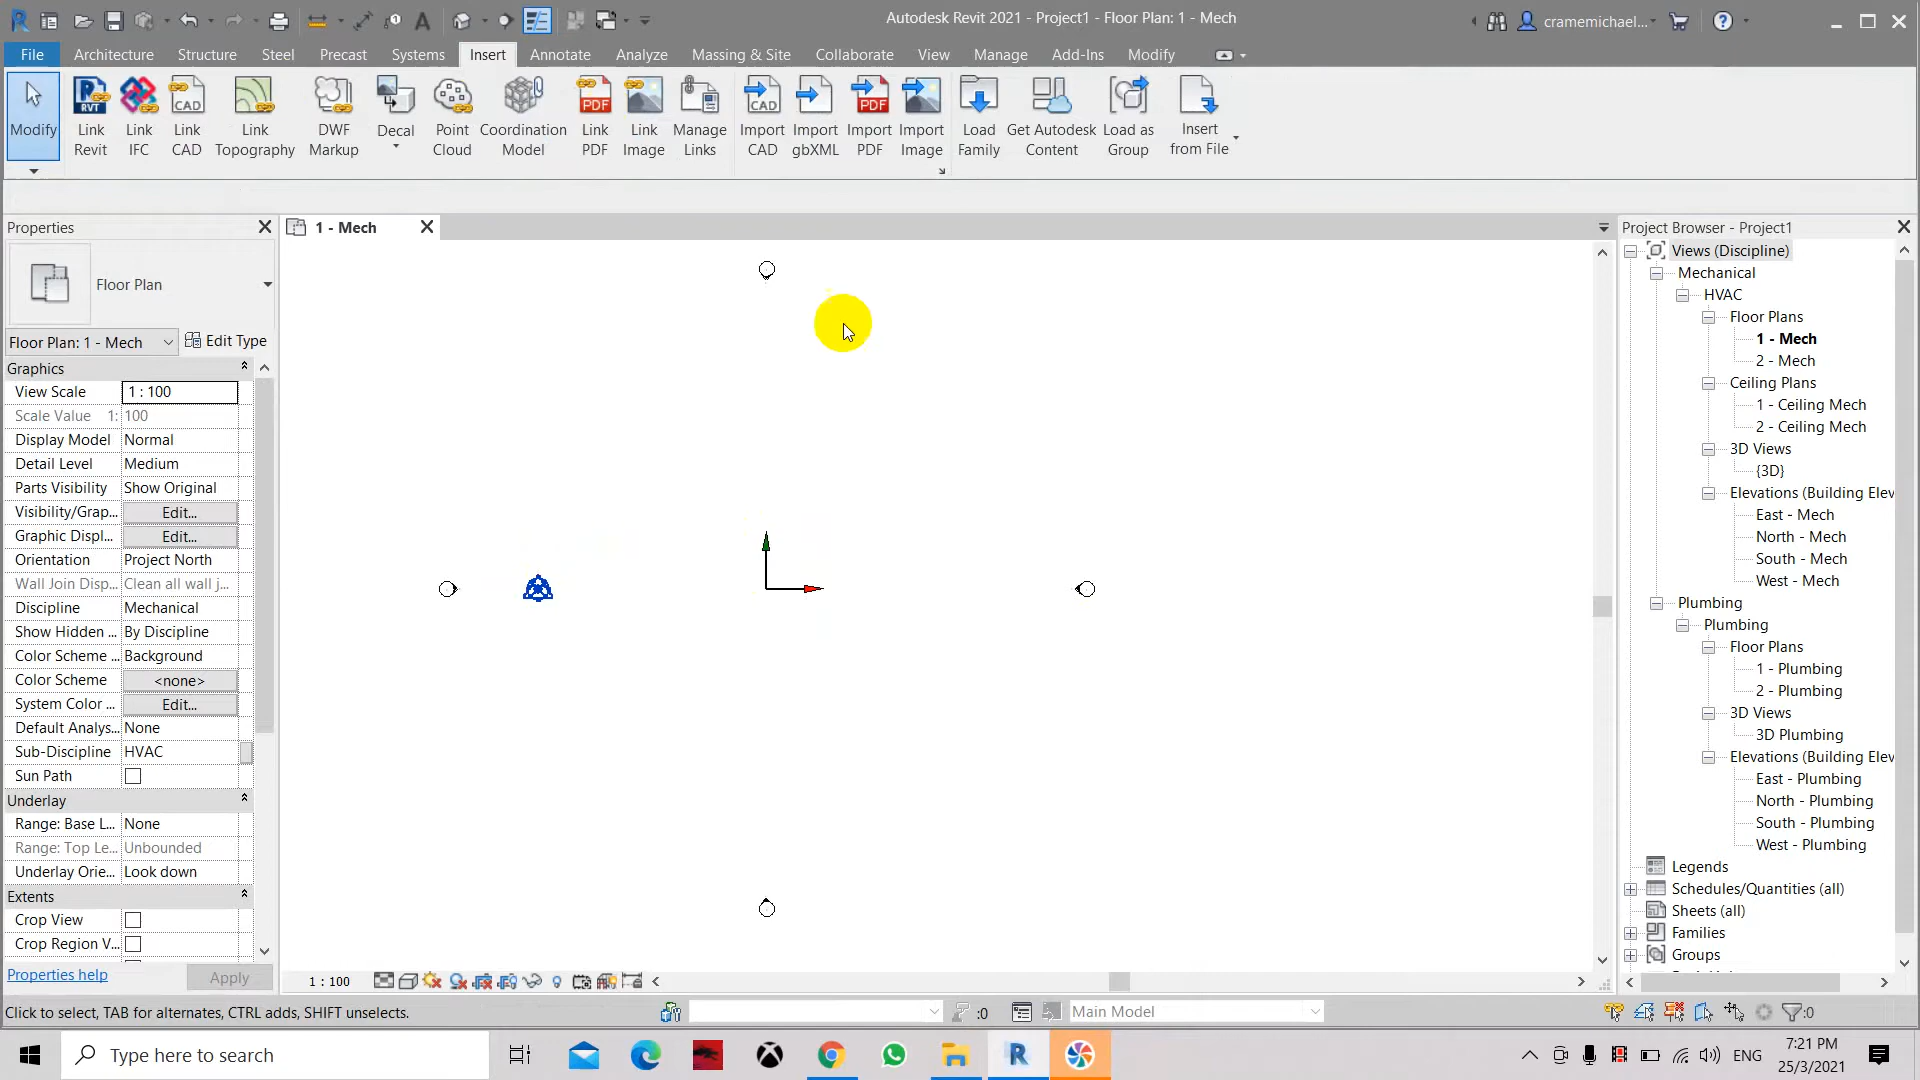 Autodesk Revit 2021 - Project1 - Floor Plan: 1 - Mech
cramemichael...
File Architecture Structure Steel Precast Systems Insert Annotate Analyze Massing & Site Collaborate View Manage Add-Ins Modify
Modify
Link Revit
Link IFC
Link CAD
Link Topography
DWF Markup
Decal
Point Cloud
Coordination Model
Link PDF
Link Image
Manage Links
Import CAD
Import gbXML
Import PDF
Import Image
Load Family
Get Autodesk Content
Load as Group
Insert from File
Properties
Floor Plan
Floor Plan: 1 - Mech
Edit Type
Graphics
View Scale 1 : 100
Scale Value 1: 100
Display Model Normal
Detail Level Medium
Parts Visibility Show Original
Visibility/Grap... Edit...
Graphic Displ... Edit...
Orientation Project North
Wall Join Disp... Clean all wall j...
Discipline Mechanical
Show Hidden ... By Discipline
Color Scheme ... Background
Color Scheme <none>
System Color ... Edit...
Default Analys... None
Sub-Discipline HVAC
Sun Path
Underlay
Range: Base L... None
Range: Top Le... Unbounded
Underlay Orie... Look down
Extents
Crop View
Crop Region V...
Properties help
Apply
1 - Mech
1 : 100
Project Browser - Project1
Views (Discipline)
Mechanical
HVAC
Floor Plans
1 - Mech
2 - Mech
Ceiling Plans
1 - Ceiling Mech
2 - Ceiling Mech
3D Views
{3D}
Elevations (Building Elev
East - Mech
North - Mech
South - Mech
West - Mech
Plumbing
Plumbing
Floor Plans
1 - Plumbing
2 - Plumbing
3D Views
3D Plumbing
Elevations (Building Elev
East - Plumbing
North - Plumbing
South - Plumbing
West - Plumbing
Legends
Schedules/Quantities (all)
Sheets (all)
Families
Groups
Click to select, TAB for alternates, CTRL adds, SHIFT unselects.
:0
Main Model
:0
Type here to search
ENG
7:21 PM
25/3/2021